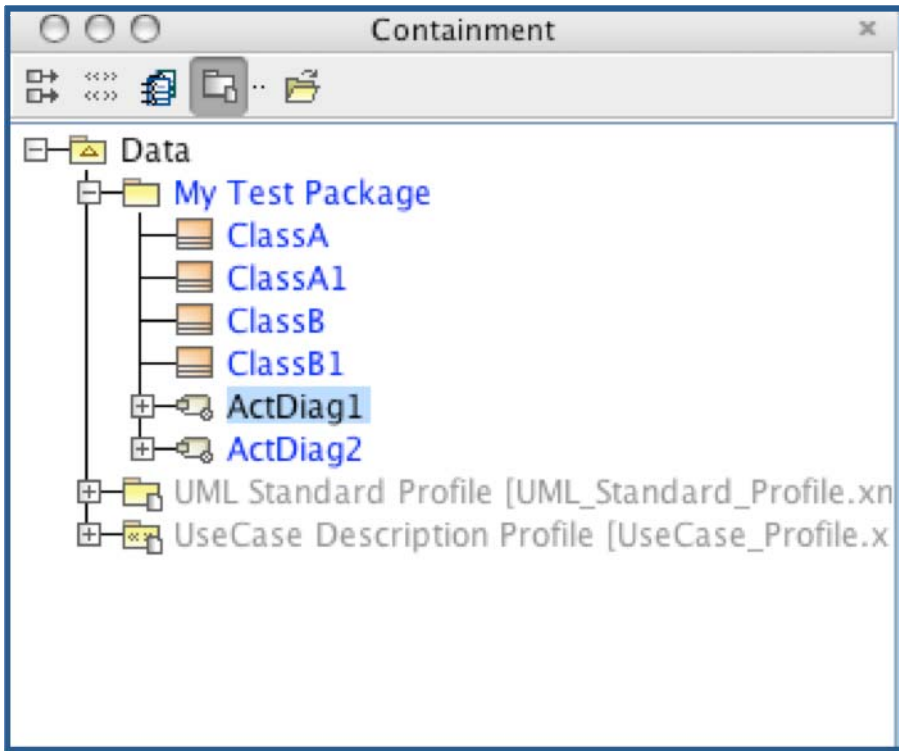 Containment
Data
My Test Package
ClassA
ClassA1
ClassB
ClassB1
ActDiag1
ActDiag2
UML Standard Profile [UML_Standard_Profile.xn
UseCase Description Profile [UseCase_Profile.x